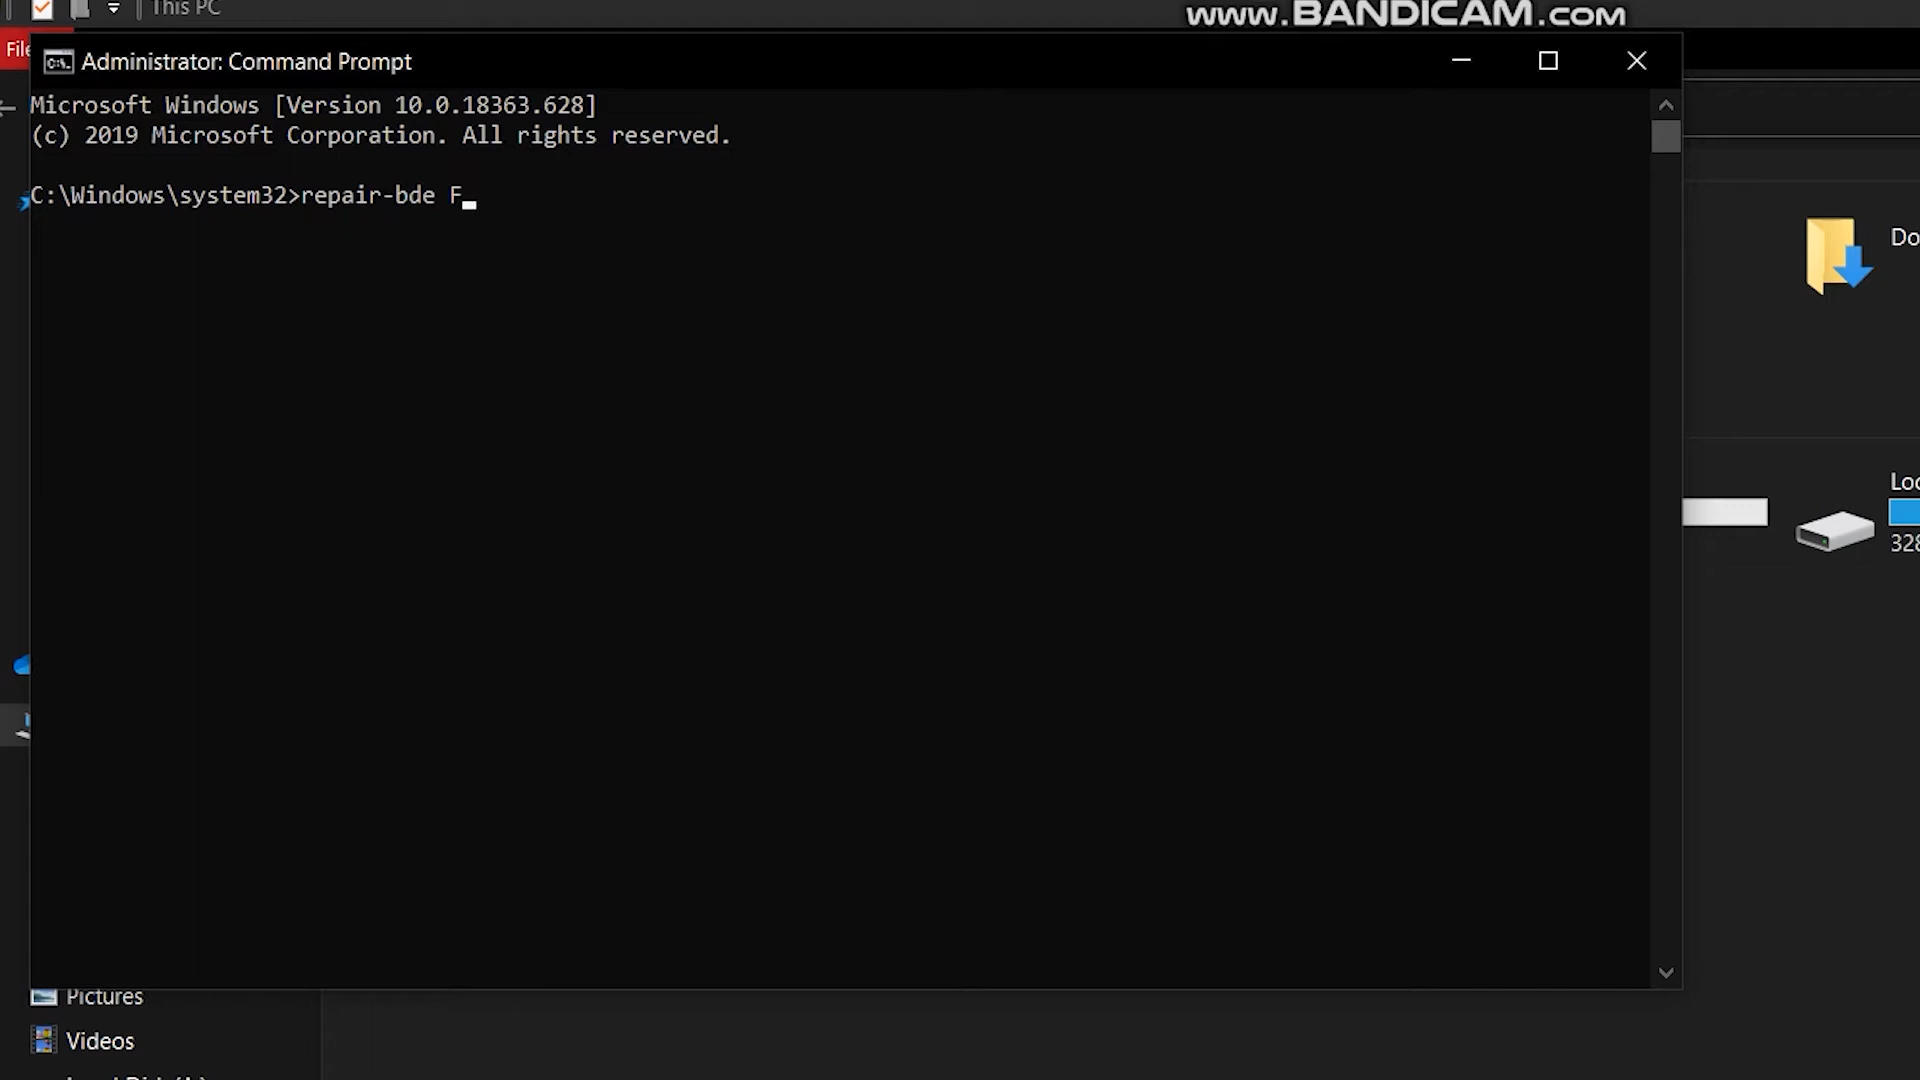 This PC
www.BANDICAM.com
File
Administrator: Command Prompt
Microsoft Windows [Version 10.0.18363.628]
(c) 2019 Microsoft Corporation. All rights reserved.
C:\Windows\system32>repair-bde F
Do
Loc
328
Pictures
Videos